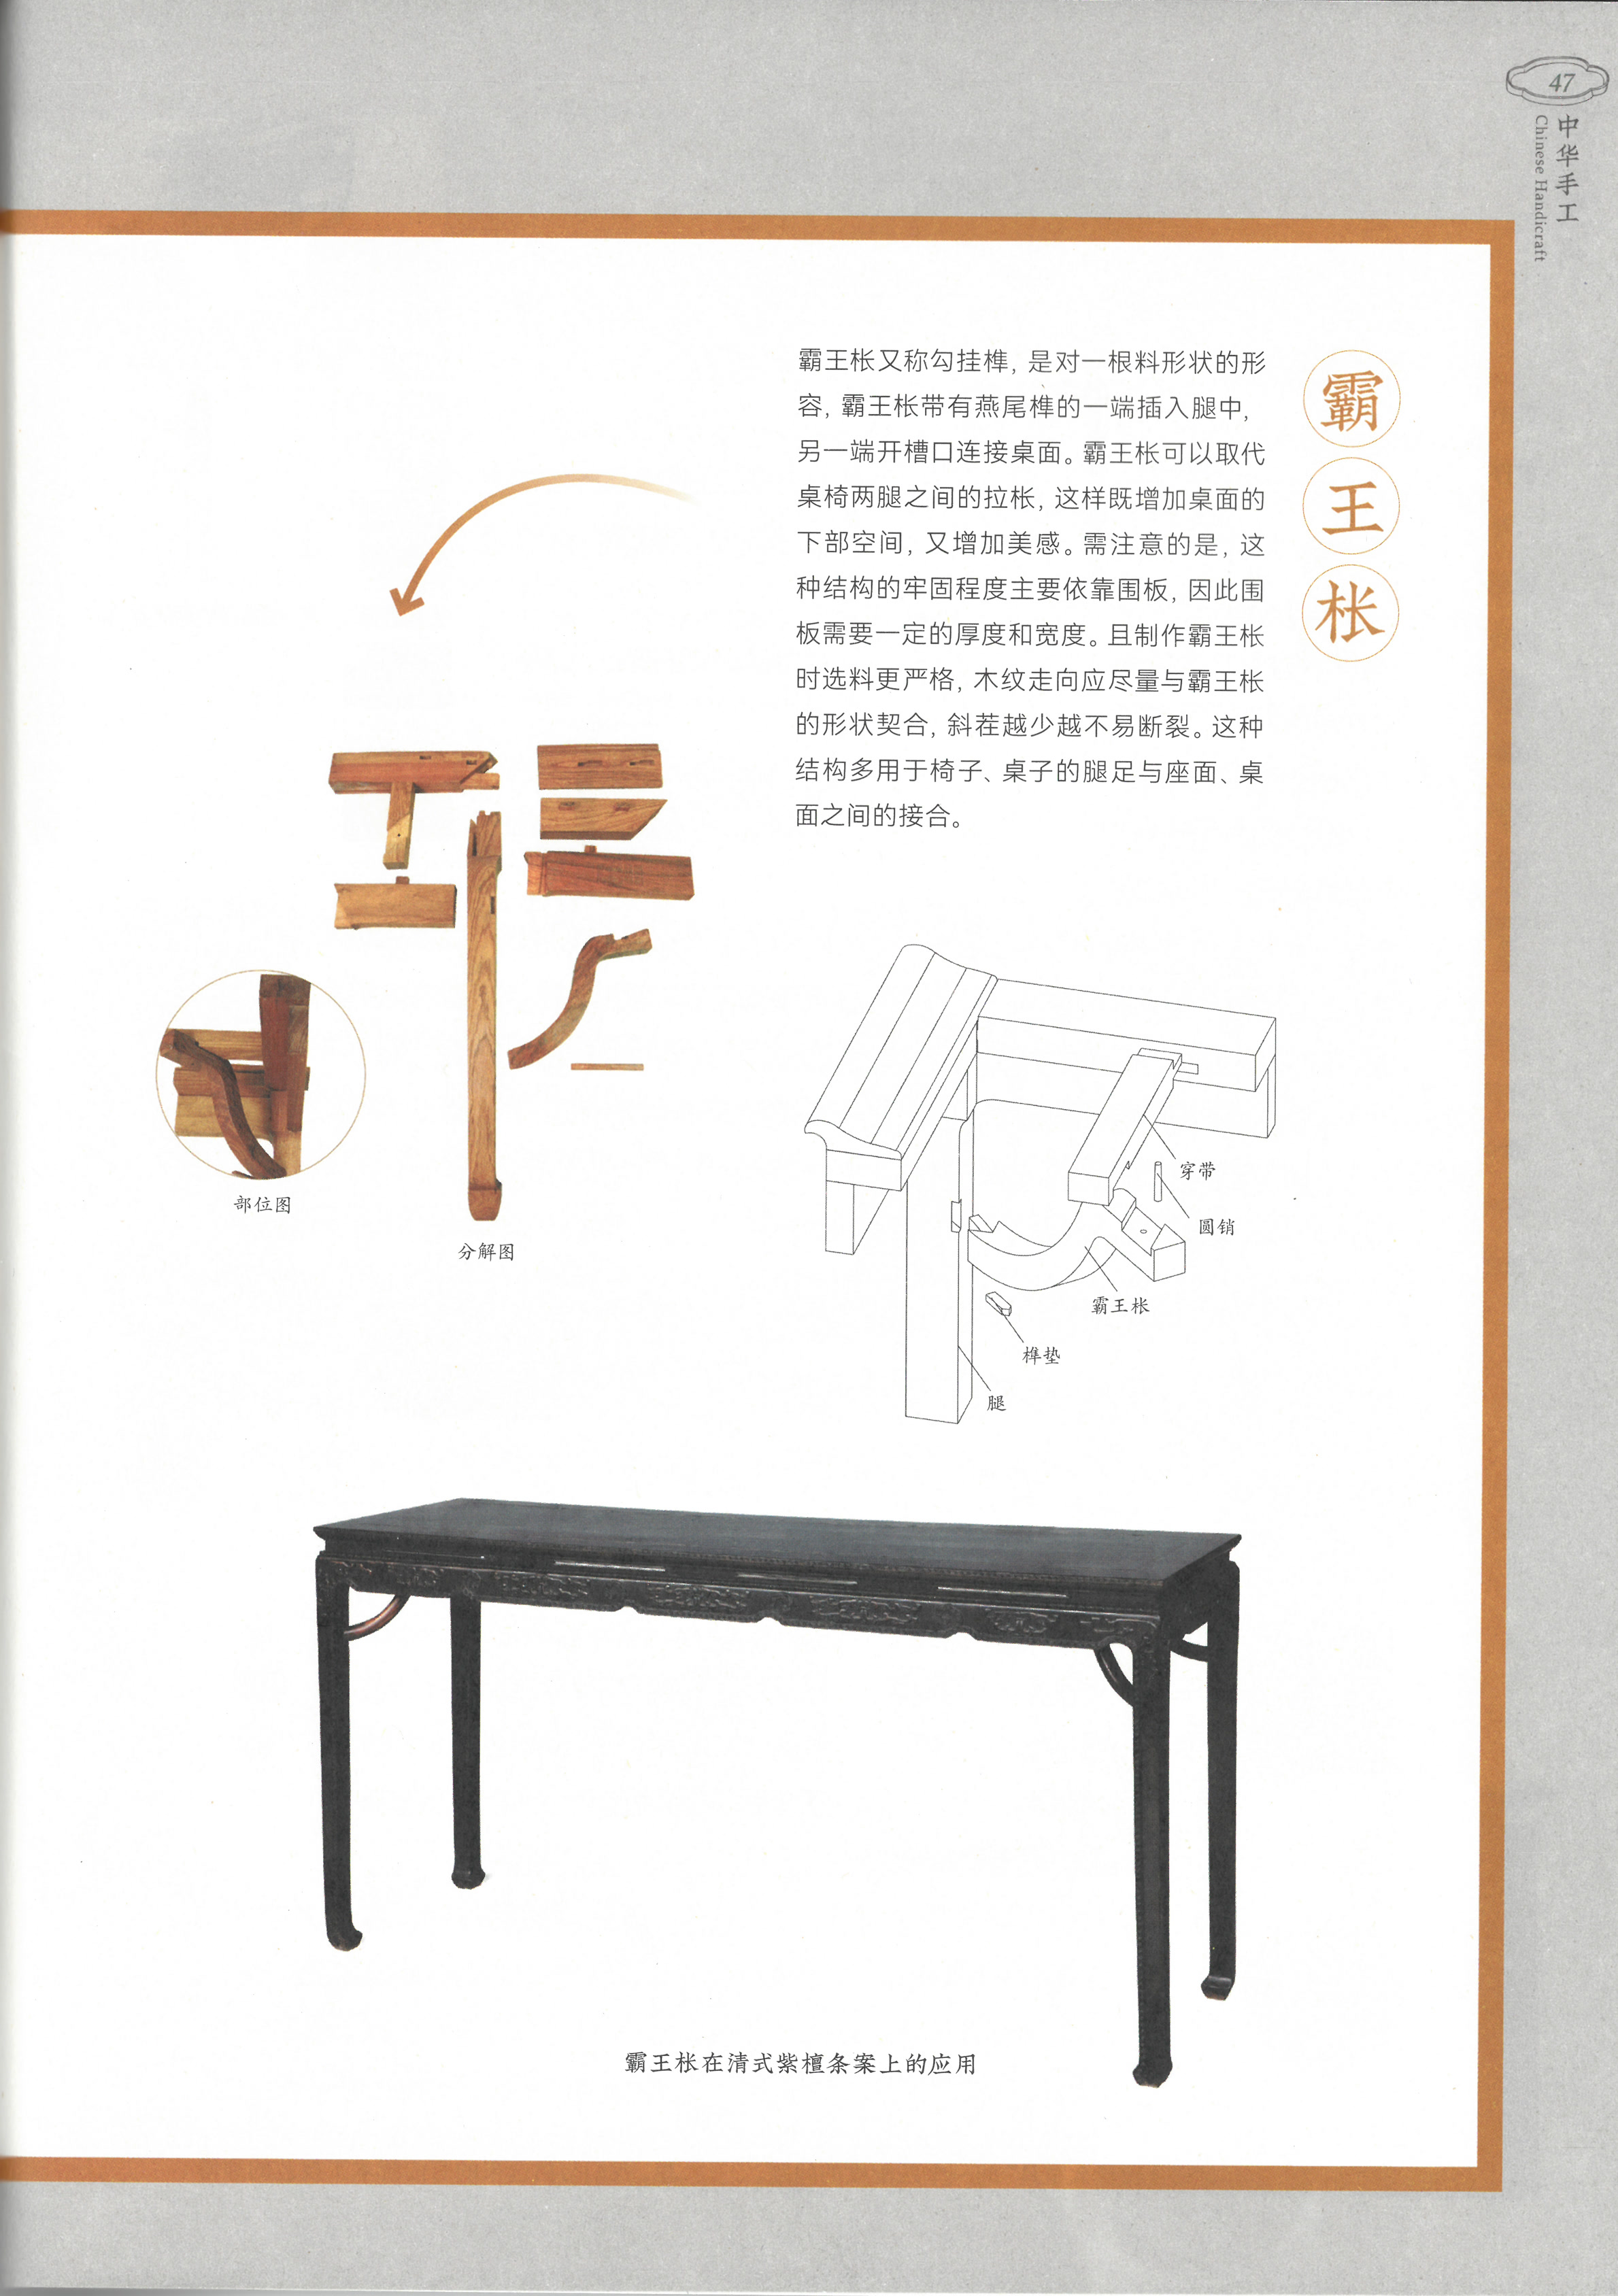 47
中华手工
Chinese Handicraft
霸王枨
霸王枨又称勾挂榫，是对一根料形状的形
容，霸王枨带有燕尾榫的一端插入腿中，
另一端开槽口连接桌面。霸王枨可以取代
桌椅两腿之间的拉枨，这样既增加桌面的
下部空间，又增加美感。需注意的是，这
种结构的牢固程度主要依靠围板，因此围
板需要一定的厚度和宽度。且制作霸王枨
时选料更严格，木纹走向应尽量与霸王枨
的形状契合，斜茬越少越不易断裂。这种
结构多用于椅子、桌子的腿足与座面、桌
面之间的接合。
部位图
分解图
穿带
圆销
霸王枨
榫垫
腿
霸王枨在清式紫檀条案上的应用